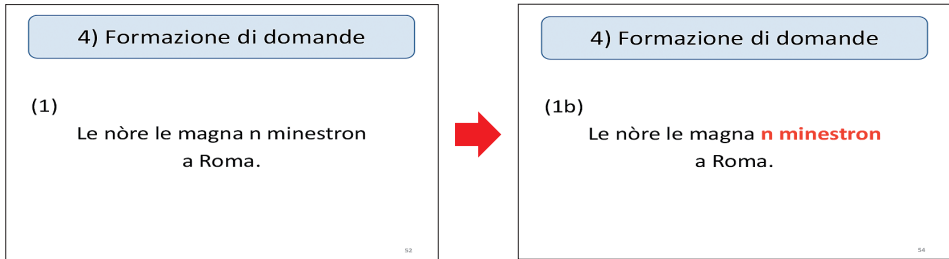 4) Formazione di domande
(1)
Le nòre le magna n minestron
a Roma.
52
4) Formazione di domande
(1b)
Le nòre le magna n minestron
a Roma.
54